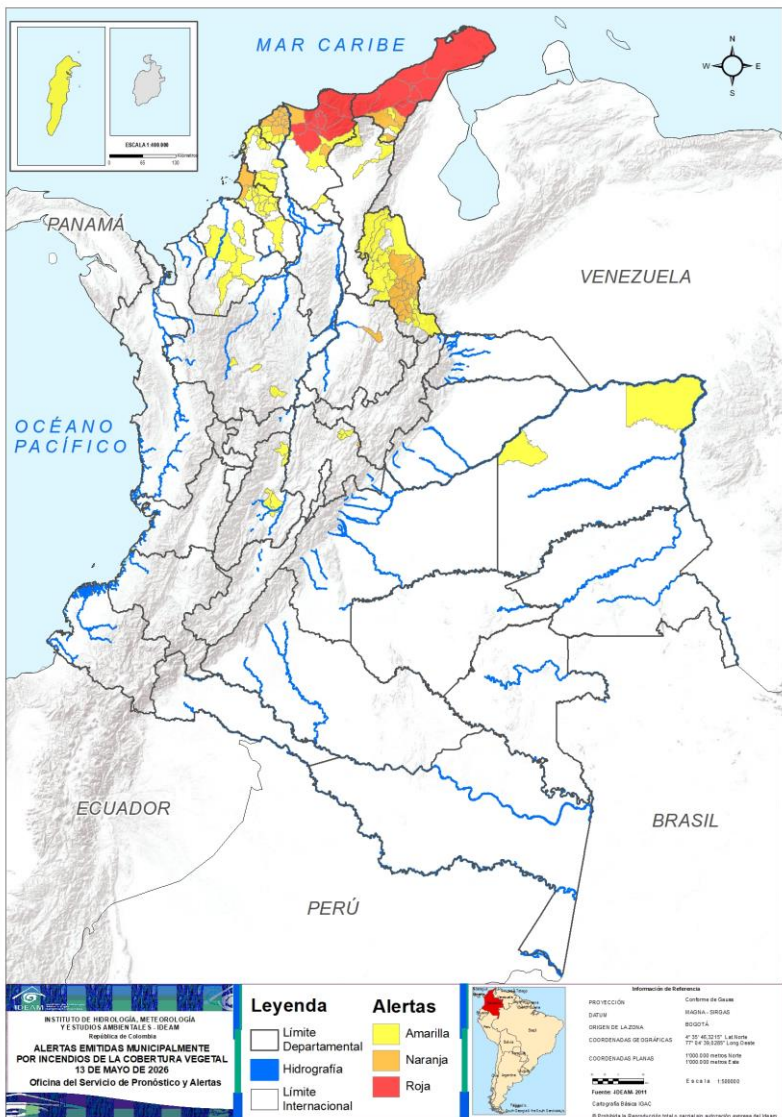 MAR CARIBE
N
W
E
S
ESCALA 1:400.000
0
65
130
PANAMÁ
VENEZUELA
OCÉANO
PACÍFICO
ECUADOR
BRASIL
PERÚ
IDEAM
INSTITUTO DE HIDROLOGÍA, METEOROLOGÍA
Y ESTUDIOS AMBIENTALES - IDEAM
República de Colombia
ALERTAS EMITIDAS MUNICIPALMENTE
POR INCENDIOS DE LA COBERTURA VEGETAL
13 DE MAYO DE 2026
Oficina del Servicio de Pronóstico y Alertas
Leyenda
Límite
Departamental
Hidrografía
Límite
Internacional
Alertas
Amarilla
Naranja
Roja
Información de Referencia
PROYECCIÓN
Conforme de Gauss
DATUM
MAGNA - SIRGAS
ORIGEN DE LA ZONA
BOGOTÁ
COORDENADAS GEOGRÁFICAS
COORDENADAS PLANAS
1'000.000 metros Norte
1'000.000 metros Este
Fuente: IDEAM- 2011
Cartografía Básica IGAC